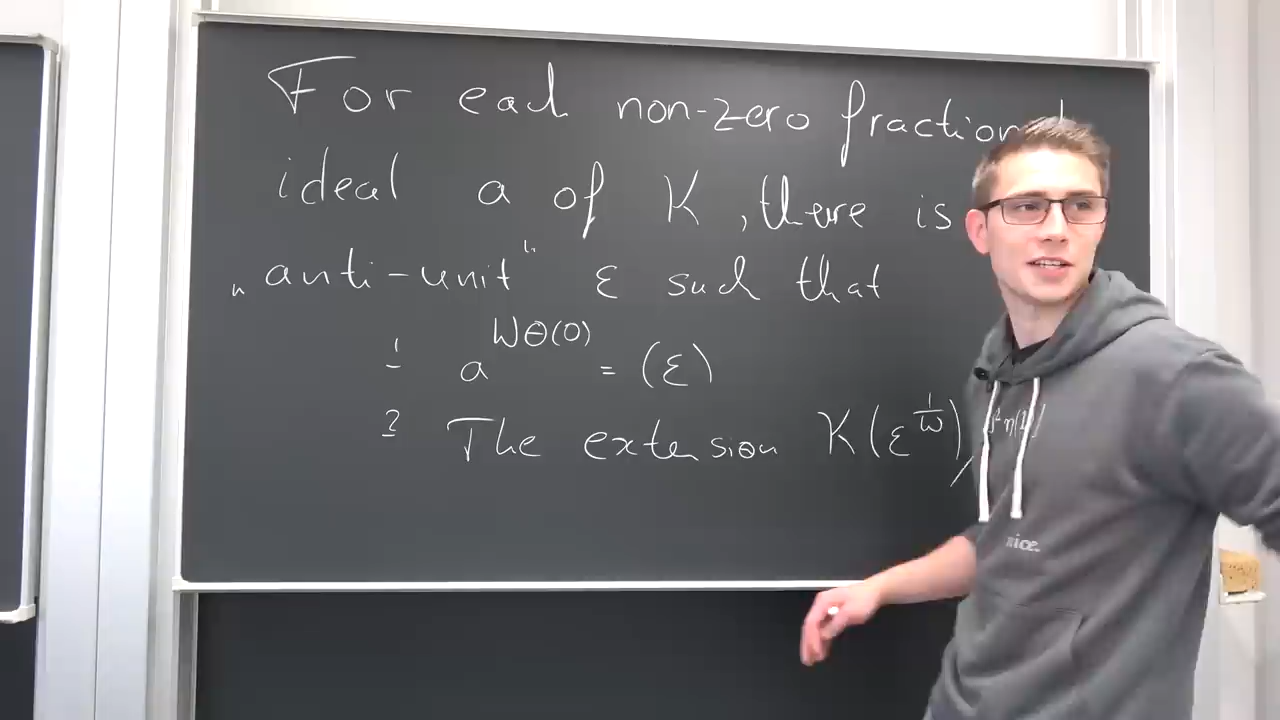 For each non-zero fractional
ideal a of K, there is
„anti-unit" ε such that
1 a^{Wθ(0)} = (ε)
2 The extension K(ε^{1/W})/
nice.